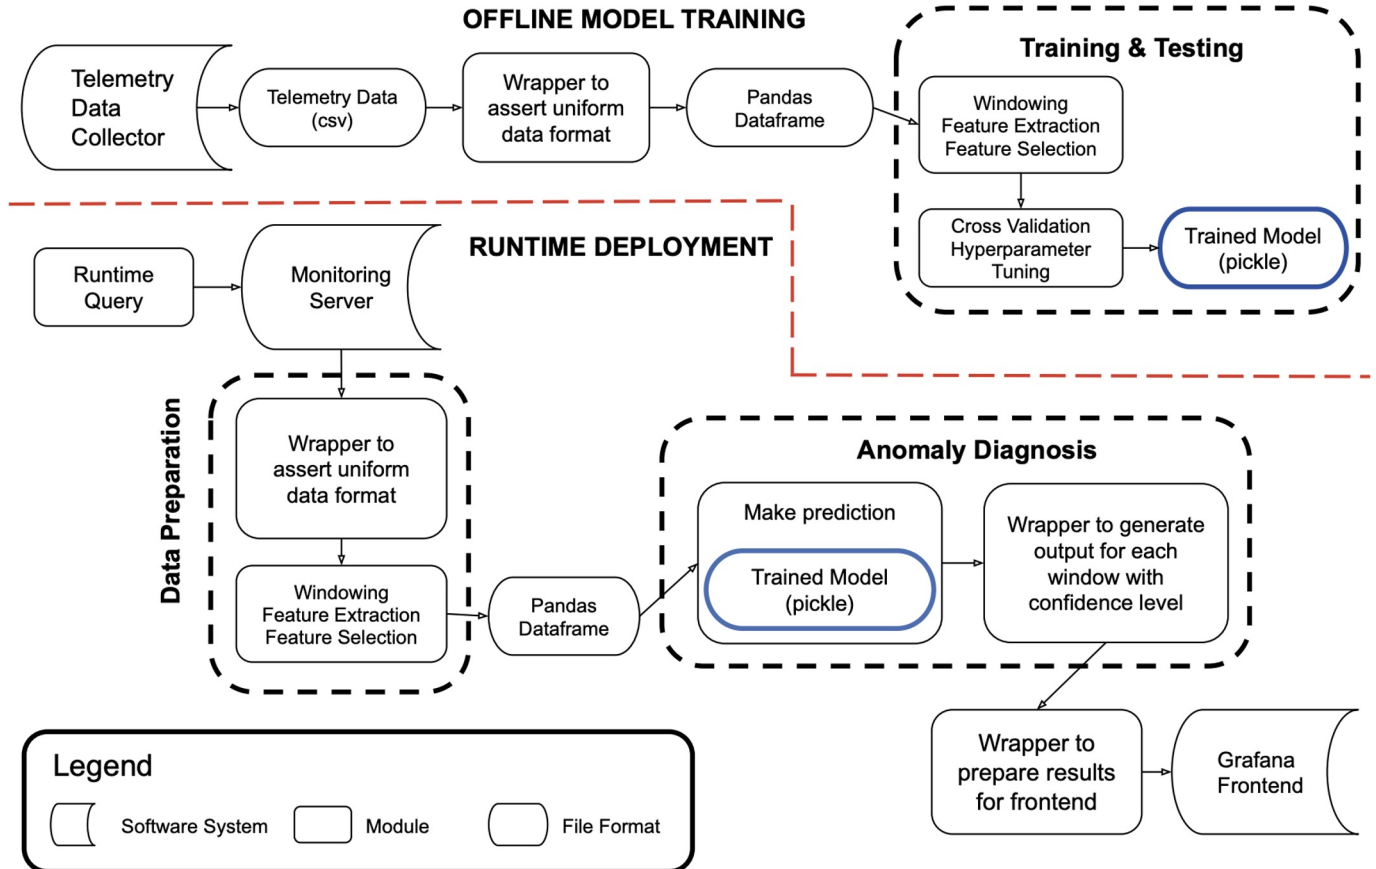 OFFLINE MODEL TRAINING
Telemetry
Data
Collector
Telemetry Data
(csv)
Wrapper to
assert uniform
data format
Pandas
Dataframe
Training & Testing
Windowing
Feature Extraction
Feature Selection
Cross Validation
Hyperparameter
Tuning
Trained Model
(pickle)
RUNTIME DEPLOYMENT
Runtime
Query
Monitoring
Server
Data Preparation
Wrapper to
assert uniform
data format
Windowing
Feature Extraction
Feature Selection
Pandas
Dataframe
Anomaly Diagnosis
Make prediction
Trained Model
(pickle)
Wrapper to generate
output for each
window with
confidence level
Wrapper to
prepare results
for frontend
Grafana
Frontend
Legend
Software System
Module
File Format